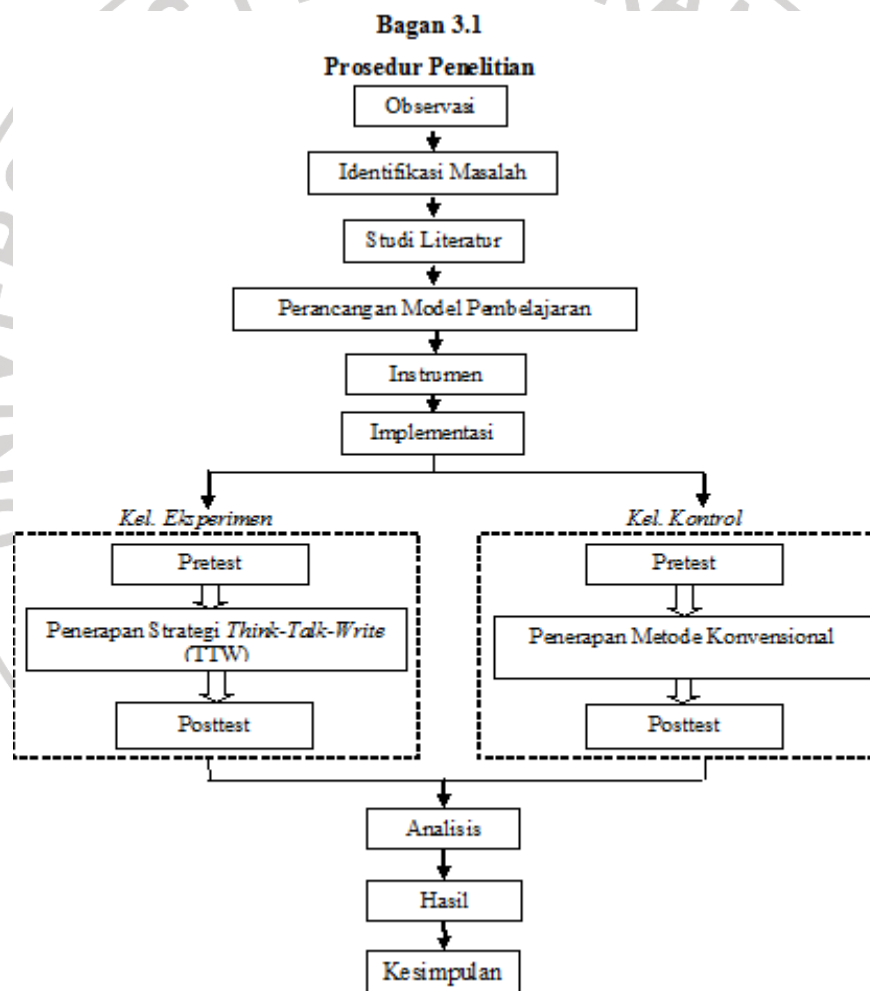 Bagan 3.1
Prosedur Penelitian
Observasi
Identifikasi Masalah
Studi Literatur
Perancangan Model Pembelajaran
Instrumen
Implementasi
Kel. Eksperimen
Pretest
Penerapan Strategi Think-Talk-Write
(TTW)
Posttest
Kel. Kontrol
Pretest
Penerapan Metode Konvensional
Posttest
Analisis
Hasil
Kesimpulan